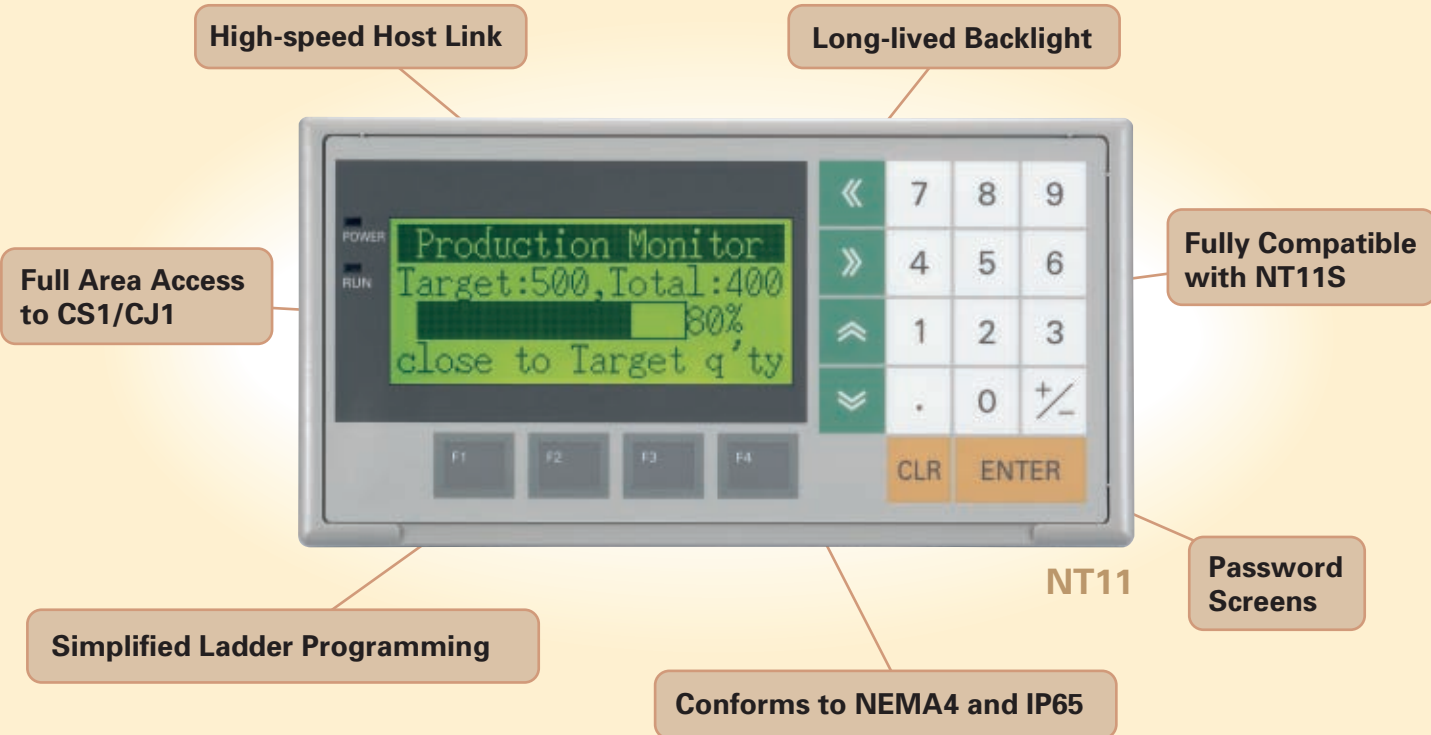 High-speed Host Link
Long-lived Backlight
Full Area Access
to CS1/CJ1
Fully Compatible
with NT11S
POWER
RUN
Production Monitor
Target:500,Total:400
80%
close to Target q'ty
7 8 9
4 5 6
1 2 3
. 0 +/−
CLR ENTER
F1 F2 F3 F4
NT11
Password
Screens
Simplified Ladder Programming
Conforms to NEMA4 and IP65